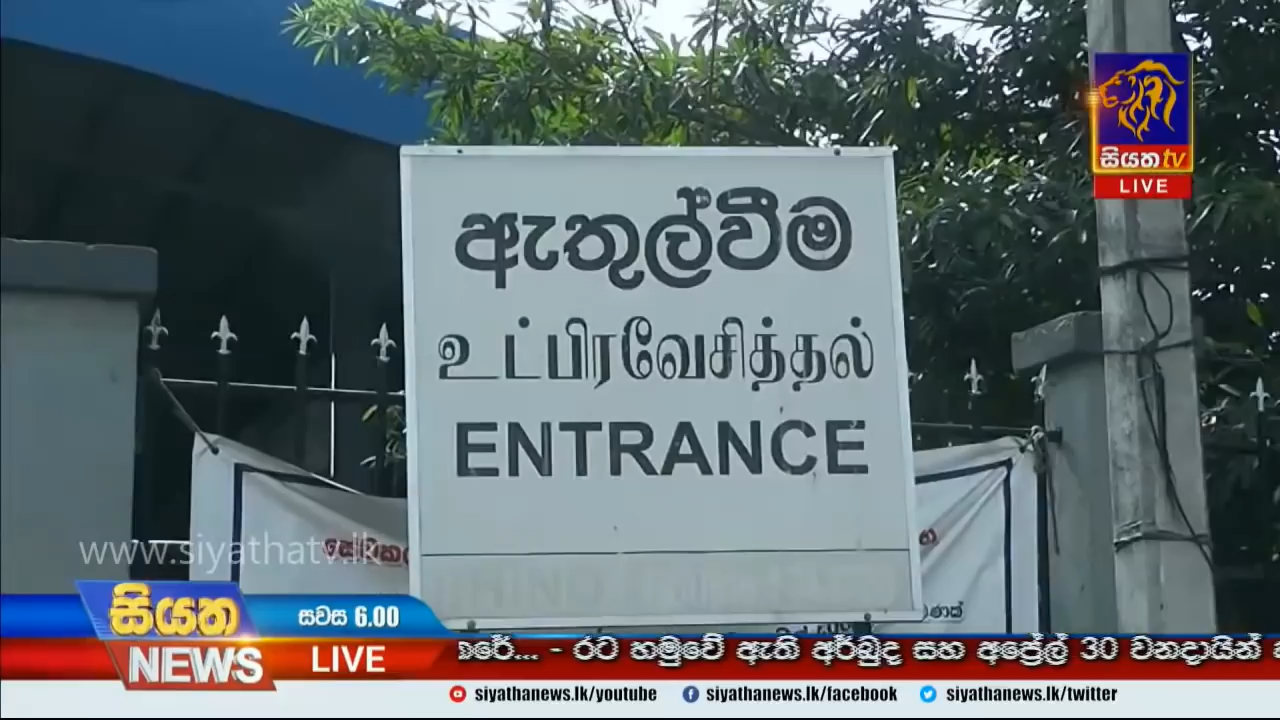 සියත tv
LIVE
ඇතුල්වීම
உட்பிரவேசித்தல்
ENTRANCE
www.siyathatv.lk
සියත
NEWS
සවස 6.00
LIVE
රේ... - රට හමුවේ ඇති අර්බුද සහ අප්‍රේල් 30 වනදායින්
siyathanews.lk/youtube
siyathanews.lk/facebook
siyathanews.lk/twitter